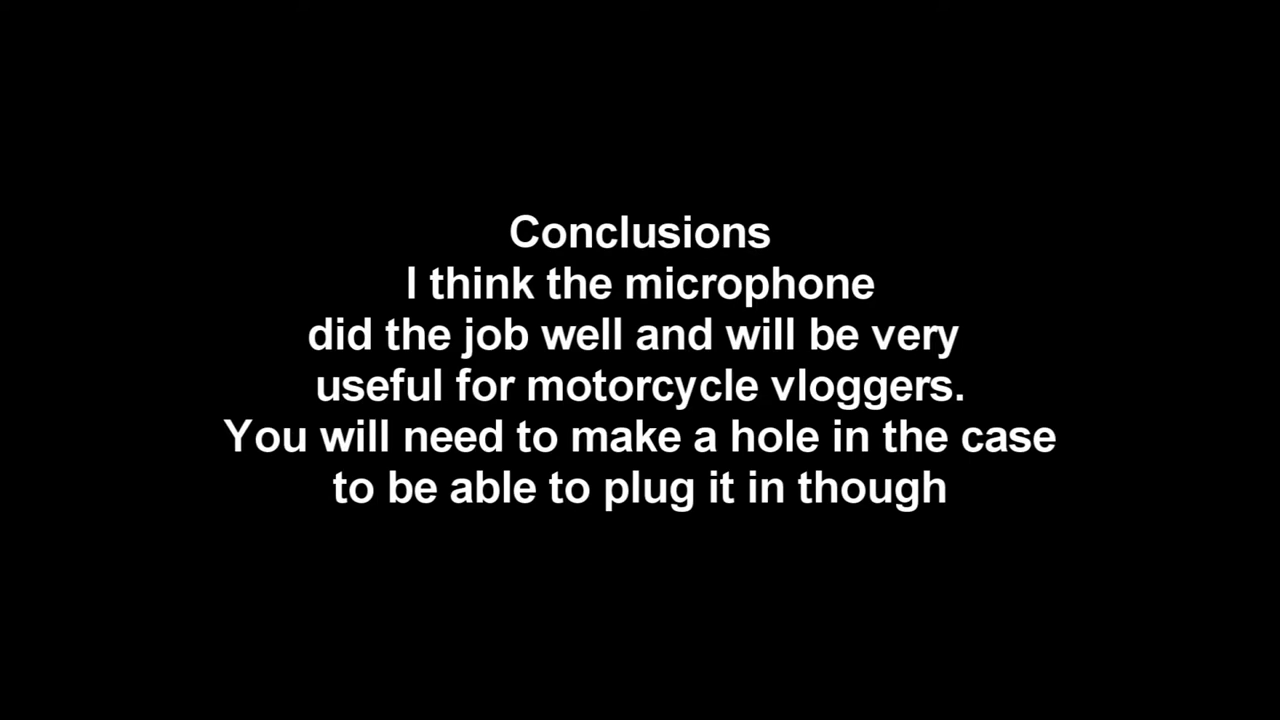 Conclusions
I think the microphone
did the job well and will be very
useful for motorcycle vloggers.
You will need to make a hole in the case
to be able to plug it in though